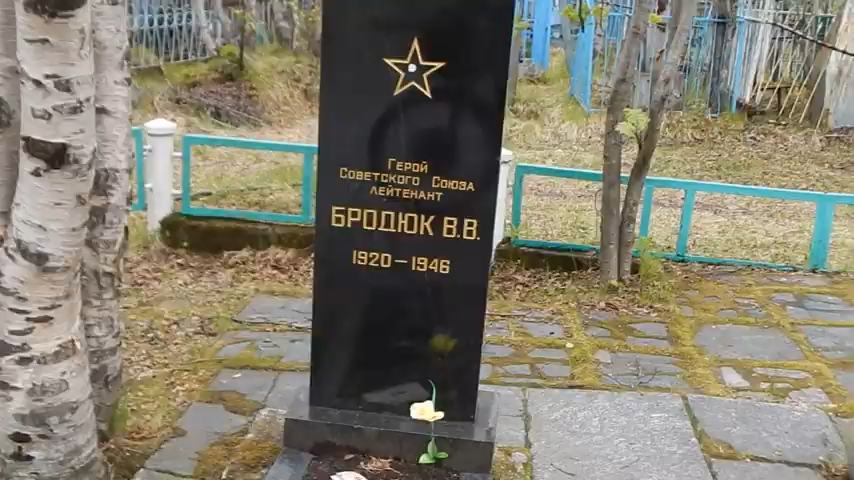 Герой
Советского Союза
лейтенант
БРОДЮК В.В.
1920 — 1946